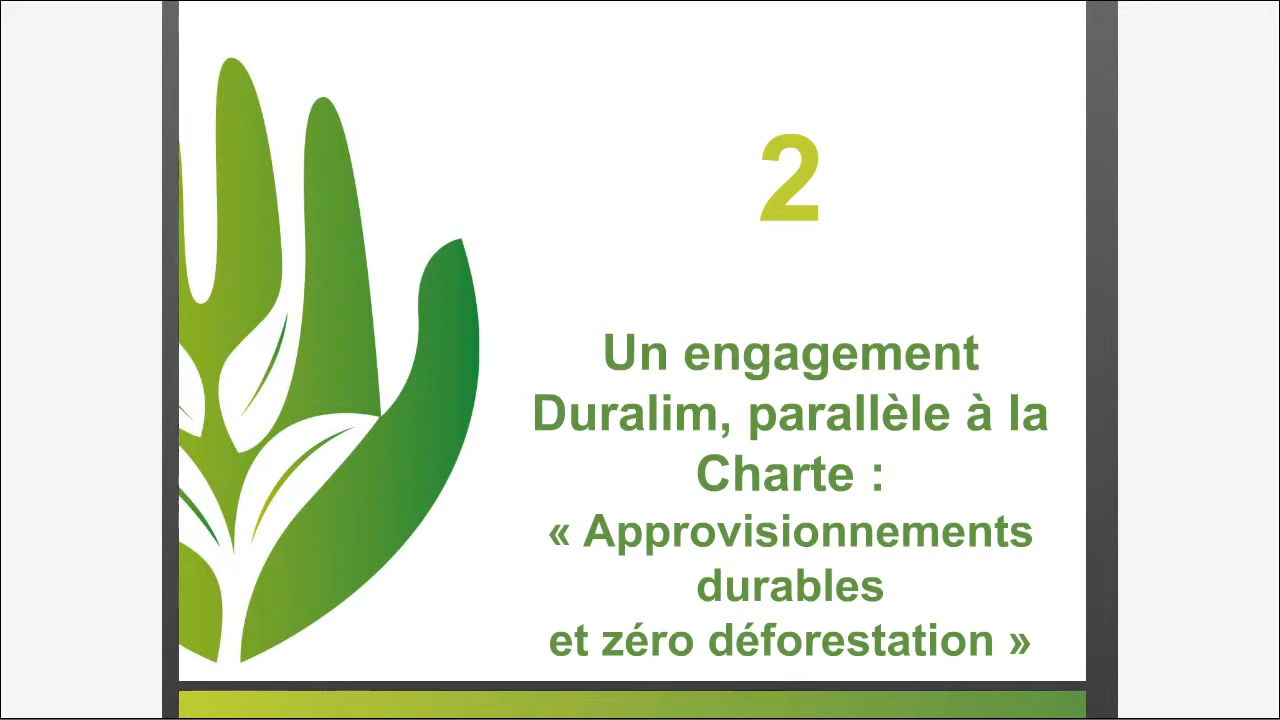 2
Un engagement
Duralim, parallèle à la
Charte :
« Approvisionnements
durables
et zéro déforestation »